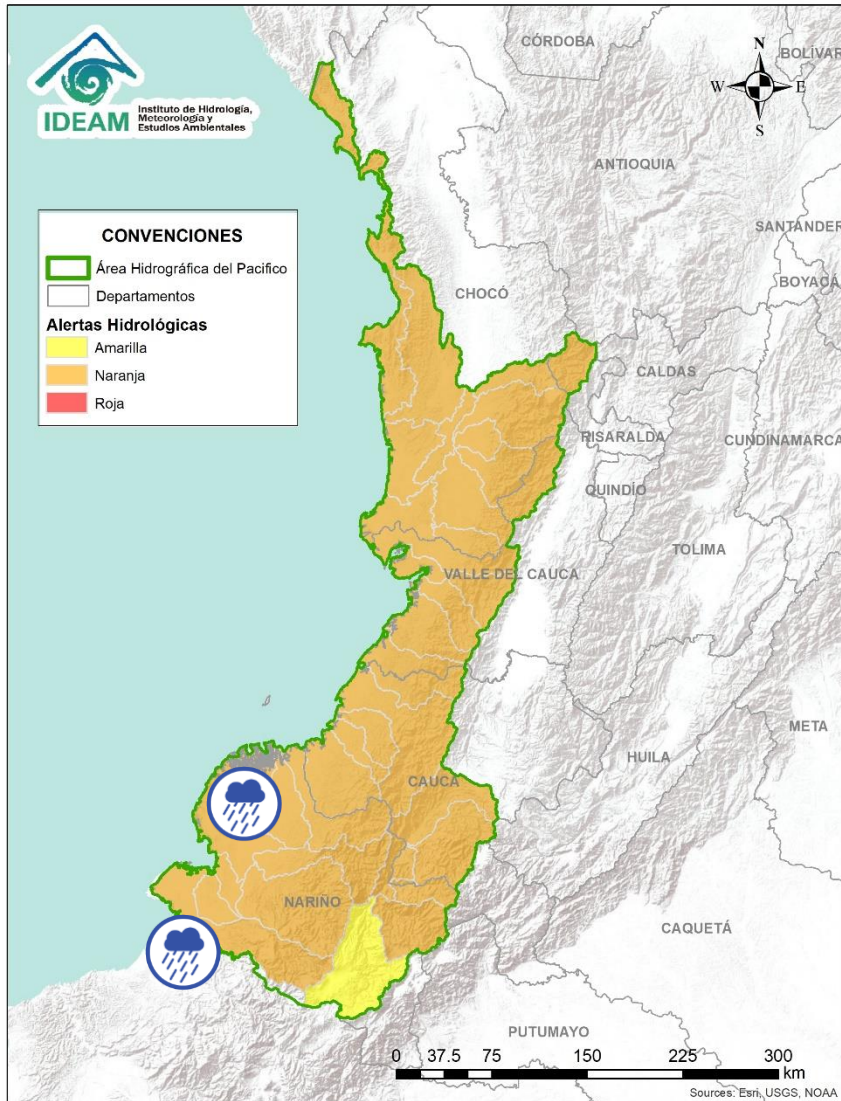 IDEAM
Instituto de Hidrología,
Meteorología y
Estudios Ambientales
CÓRDOBA
BOLÍVAR
N
W
E
S
ANTIOQUIA
SANTANDER
BOYACÁ
CONVENCIONES
Área Hidrográfica del Pacifico
Departamentos
Alertas Hidrológicas
Amarilla
Naranja
Roja
CHOCÓ
CALDAS
RISARALDA
CUNDINAMARCA
QUINDÍO
TOLIMA
VALLE DEL CAUCA
META
HUILA
CAUCA
NARIÑO
CAQUETÁ
PUTUMAYO
0 37.5 75 150 225 300
km
Sources: Esri, USGS, NOAA